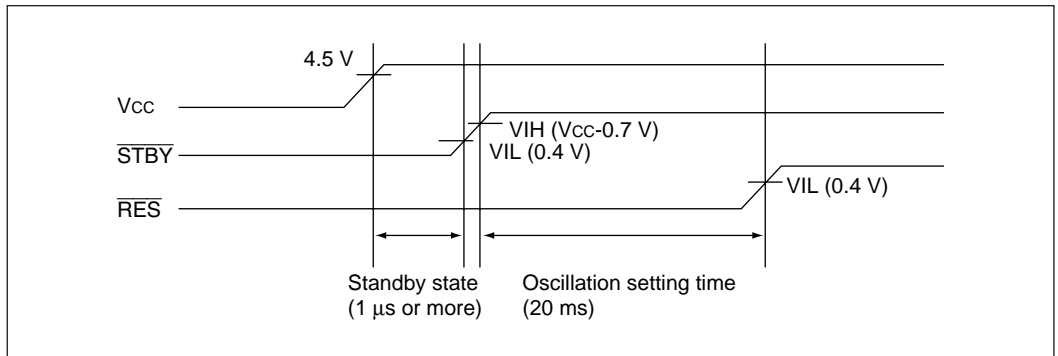 4.5 V
Vcc
VIH (Vcc-0.7 V)
VIL (0.4 V)
STBY
VIL (0.4 V)
RES
Standby state
(1 µs or more)
Oscillation setting time
(20 ms)